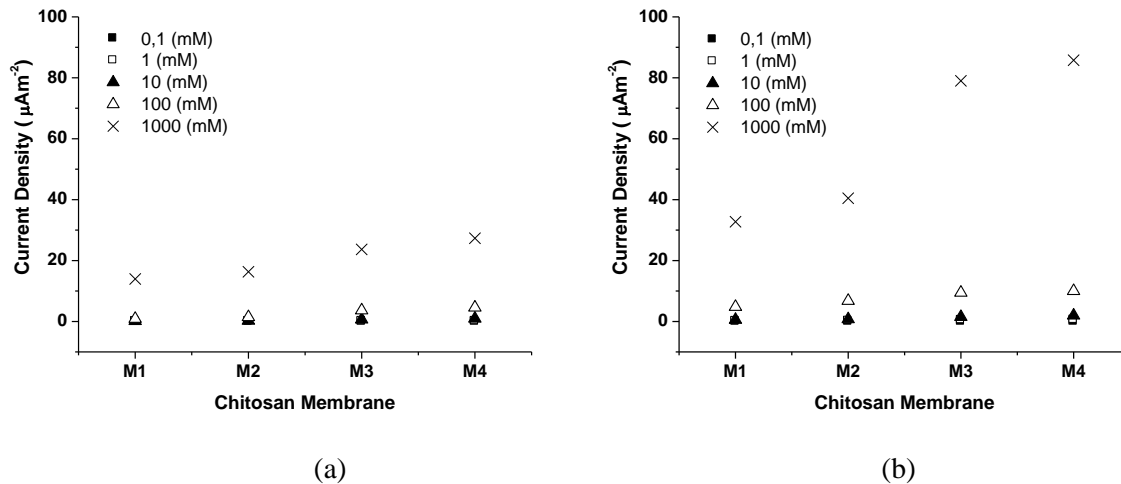 100
80
60
40
20
0
Current Density ( μAm⁻²)
0,1 (mM)
1 (mM)
10 (mM)
100 (mM)
1000 (mM)
M1 M2 M3 M4
Chitosan Membrane
(a)
100
80
60
40
20
0
Current Density ( μAm⁻²)
0,1 (mM)
1 (mM)
10 (mM)
100 (mM)
1000 (mM)
M1 M2 M3 M4
Chitosan Membrane
(b)